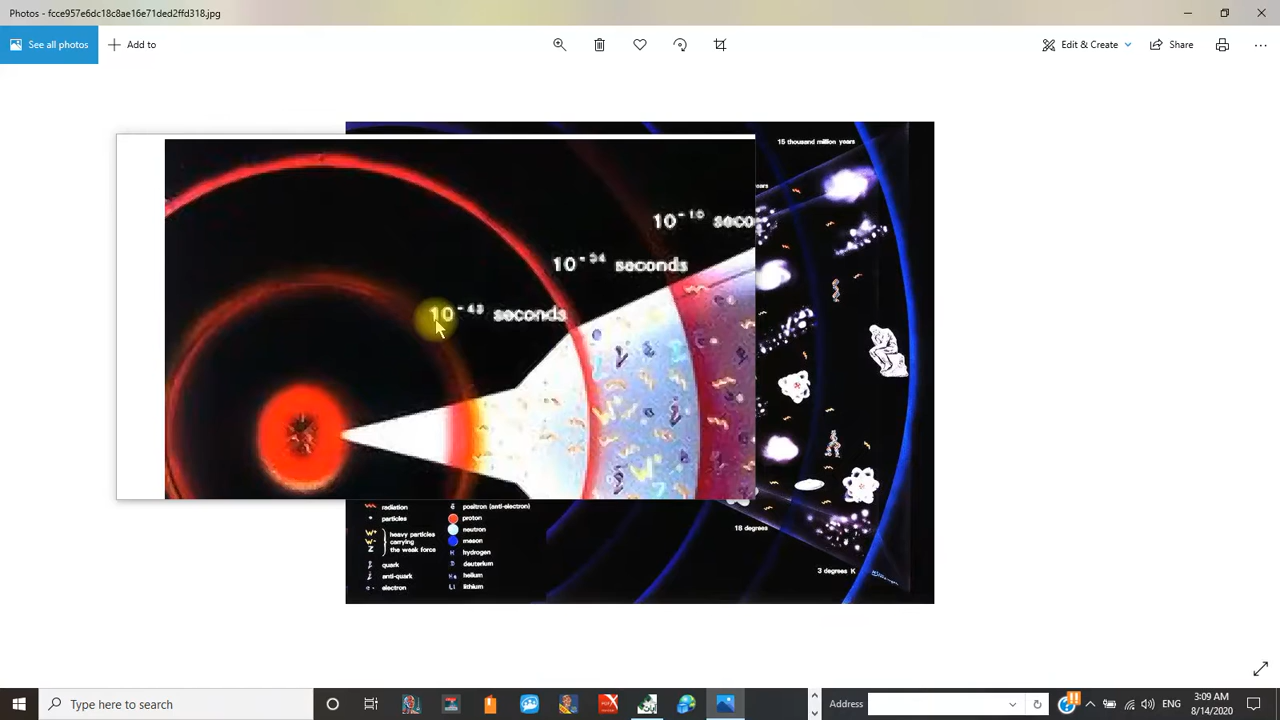 Photos - fcce957e6dc18c8ae16e71ded2ffd318.jpg
See all photos
Add to
Edit & Create
Share
15 thousand million years
ears
10⁻¹⁰ seco
10⁻³⁴ seconds
10⁻⁴³ seconds
radiation
particles
W⁺
W⁻
Z
heavy particles
carrying
the weak force
quark
anti-quark
e- electron
positron (anti-electron)
proton
neutron
meson
H hydrogen
D deuterium
He helium
Li lithium
18 degrees
3 degrees K
Type here to search
Address
ENG
3:09 AM
8/14/2020